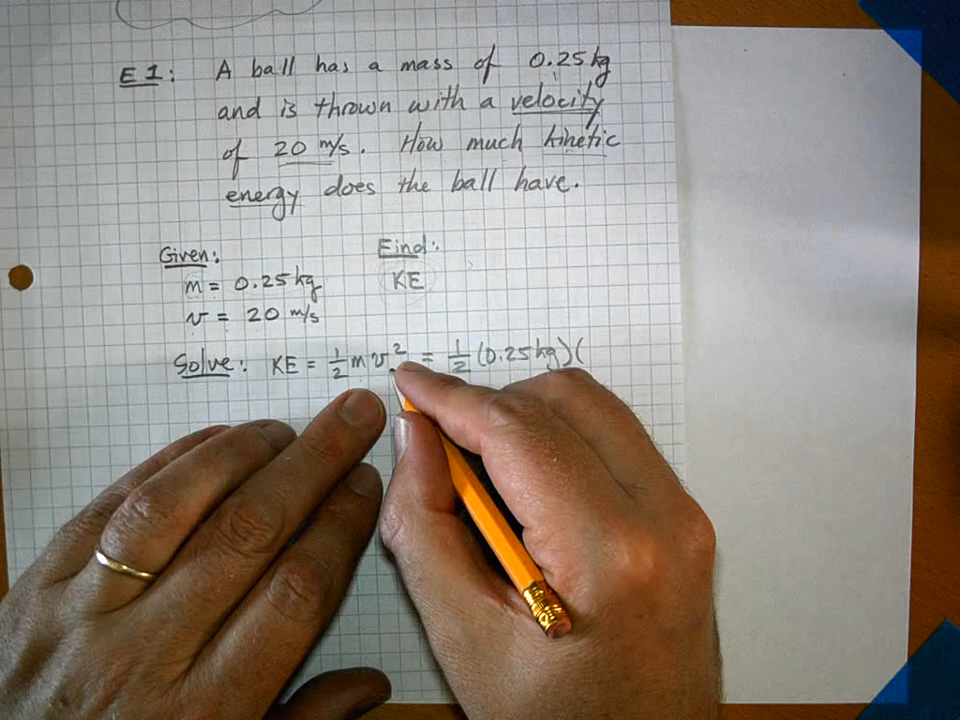 E1: A ball has a mass of 0.25 kg
and is thrown with a velocity
of 20 m/s. How much kinetic
energy does the ball have.
Given: Find:
m = 0.25 kg KE
v = 20 m/s
Solve: KE = ½ m v² = ½ (0.25 kg)(